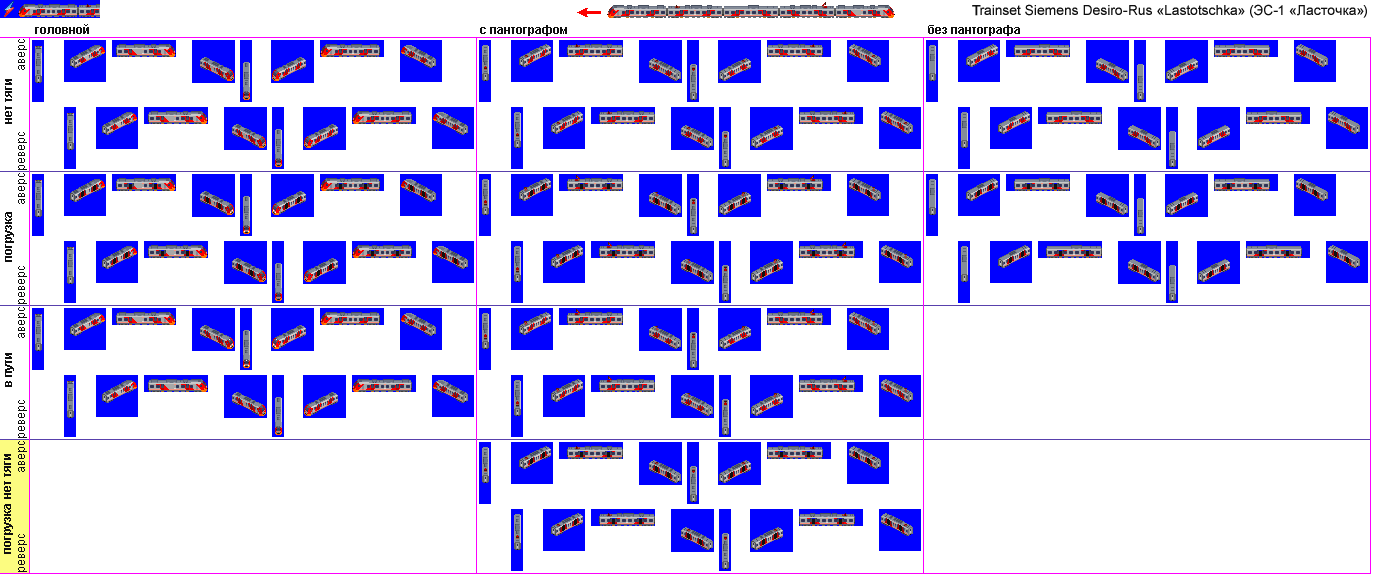 Trainset Siemens Desiro-Rus «Lastotschka» (ЭС-1 «Ласточка»)
головной
с пантографом
без пантографа
нет тяги
аверс
реверс
погрузка
аверс
реверс
в пути
аверс
реверс
погрузка нет тяги
аверс
реверс